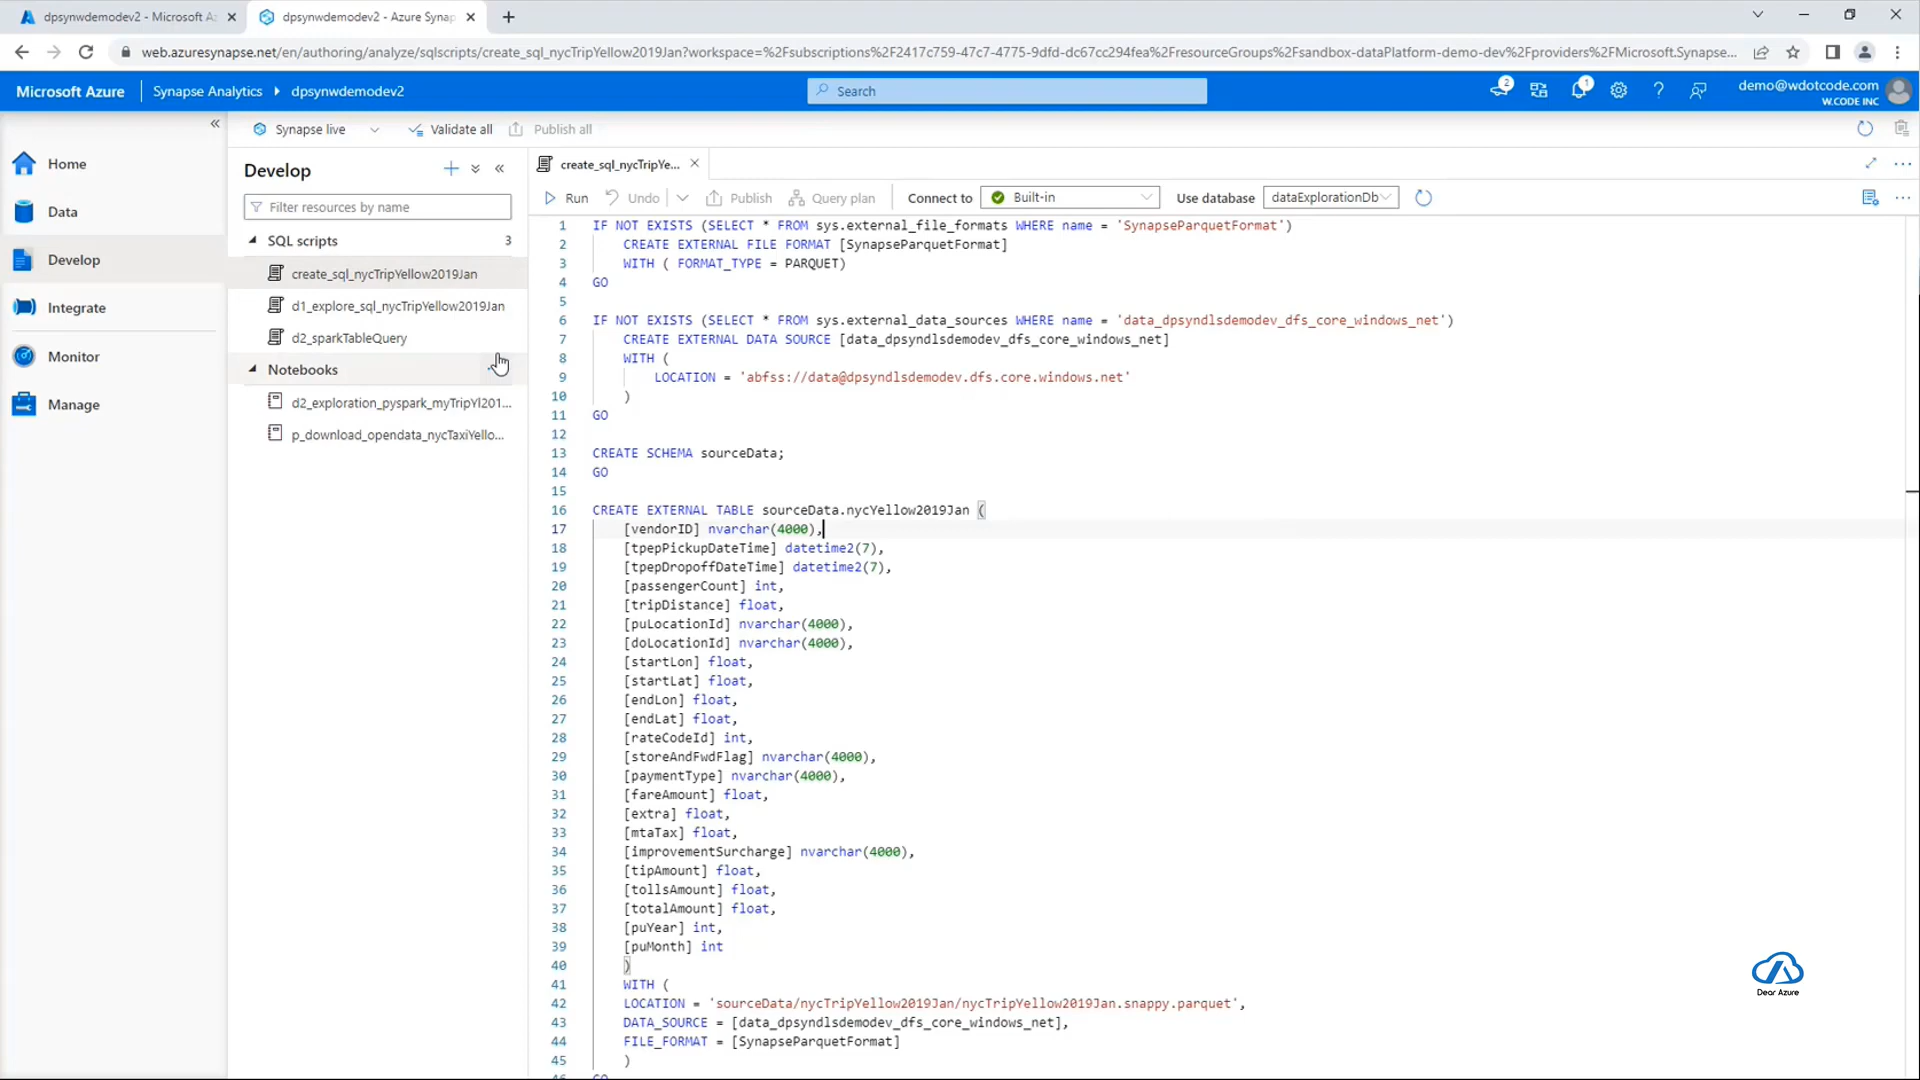 dpsynwdemodev2 - Microsoft A
dpsynwdemodev2 - Azure Synap
web.azuresynapse.net/en/authoring/analyze/sqlscripts/create_sql_nycTripYellow2019Jan?workspace=%2Fsubscriptions%2F2417c759-47c7-4775-9dfd-dc67cc294fea%2FresourceGroups%2Fsandbox-dataPlatform-demo-dev%2Fproviders%2FMicrosoft.Synapse...
Microsoft Azure
Synapse Analytics
dpsynwdemodev2
Search
2
1
demo@wdotcode.com
W.CODE INC
Synapse live
Validate all
Publish all
Home
Data
Develop
Integrate
Monitor
Manage
Develop
Filter resources by name
SQL scripts 3
create_sql_nycTripYellow2019Jan
d1_explore_sql_nycTripYellow2019Jan
d2_sparkTableQuery
Notebooks
d2_exploration_pyspark_myTripYl201...
p_download_opendata_nycTaxiYello...
create_sql_nycTripYe...
Run
Undo
Publish
Query plan
Connect to
Built-in
Use database
dataExplorationDb
1 IF NOT EXISTS (SELECT * FROM sys.external_file_formats WHERE name = 'SynapseParquetFormat')
2 CREATE EXTERNAL FILE FORMAT [SynapseParquetFormat]
3 WITH ( FORMAT_TYPE = PARQUET)
4 GO
5
6 IF NOT EXISTS (SELECT * FROM sys.external_data_sources WHERE name = 'data_dpsyndlsdemodev_dfs_core_windows_net')
7 CREATE EXTERNAL DATA SOURCE [data_dpsyndlsdemodev_dfs_core_windows_net]
8 WITH (
9 LOCATION = 'abfss://data@dpsyndlsdemodev.dfs.core.windows.net'
10 )
11 GO
12
13 CREATE SCHEMA sourceData;
14 GO
15
16 CREATE EXTERNAL TABLE sourceData.nycYellow2019Jan (
17 [vendorID] nvarchar(4000),
18 [tpepPickupDateTime] datetime2(7),
19 [tpepDropoffDateTime] datetime2(7),
20 [passengerCount] int,
21 [tripDistance] float,
22 [puLocationId] nvarchar(4000),
23 [doLocationId] nvarchar(4000),
24 [startLon] float,
25 [startLat] float,
26 [endLon] float,
27 [endLat] float,
28 [rateCodeId] int,
29 [storeAndFwdFlag] nvarchar(4000),
30 [paymentType] nvarchar(4000),
31 [fareAmount] float,
32 [extra] float,
33 [mtaTax] float,
34 [improvementSurcharge] nvarchar(4000),
35 [tipAmount] float,
36 [tollsAmount] float,
37 [totalAmount] float,
38 [puYear] int,
39 [puMonth] int
40 )
41 WITH (
42 LOCATION = 'sourceData/nycTripYellow2019Jan/nycTripYellow2019Jan.snappy.parquet',
43 DATA_SOURCE = [data_dpsyndlsdemodev_dfs_core_windows_net],
44 FILE_FORMAT = [SynapseParquetFormat]
45 )
Dear Azure